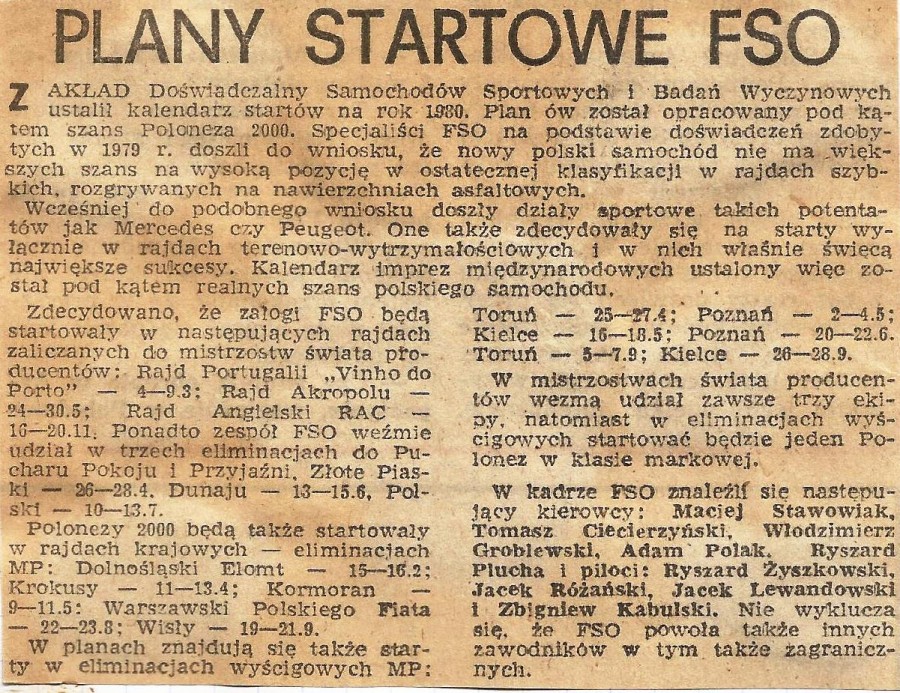 PLANY STARTOWE FSO
ZAKŁAD Doświadczalny Samochodów Sportowych i Badań Wyczynowych
ustalił kalendarz startów na rok 1980. Plan ów został opracowany pod ką-
tem szans Poloneza 2000. Specjaliści FSO na podstawie doświadczeń zdoby-
tych w 1979 r. doszli do wniosku, że nowy polski samochód nie ma więk-
szych szans na wysoką pozycję w ostatecznej klasyfikacji w rajdach szyb-
kich, rozgrywanych na nawierzchniach asfaltowych.
Wcześniej do podobnego wniosku doszły działy sportowe takich potenta-
tów jak Mercedes czy Peugeot. One także zdecydowały się na starty wy-
łącznie w rajdach terenowo-wytrzymałościowych i w nich właśnie święcą
największe sukcesy. Kalendarz imprez międzynarodowych ustalony więc zo-
stał pod kątem realnych szans polskiego samochodu.
Zdecydowano, że załogi FSO będą
startowały w następujących rajdach
zaliczanych do mistrzostw świata pro-
ducentów: Rajd Portugalii „Vinho do
Porto” — 4—9.3; Rajd Akropolu —
24—30.5; Rajd Angielski RAC —
16—20.11. Ponadto zespół FSO weźmie
udział w trzech eliminacjach do Pu-
charu Pokoju i Przyjaźni, Złote Pias-
ki — 26—28.4. Dunaju — 13—15.6, Pol-
ski — 10—13.7.
Polonezy 2000 będą także startowały
w rajdach krajowych — eliminacjach
MP: Dolnośląski Elomt — 15—16.2;
Krokusy — 11—13.4; Kormoran —
9—11.5: Warszawski Polskiego Fiata
— 22—23.8; Wisły — 19—21.9.
W planach znajdują się także star-
ty w eliminacjach wyścigowych MP:
Toruń — 25—27.4; Poznań — 2—4.5;
Kielce — 16—18.5; Poznań — 20—22.6.
Toruń — 5—7.9; Kielce — 26—28.9.
W mistrzostwach świata producen-
tów wezmą udział zawsze trzy eki-
py, natomiast w eliminacjach wyś-
cigowych startować będzie jeden Po-
lonez w klasie markowej.
W kadrze FSO znaleźli się następu-
jący kierowcy: Maciej Stawowiak,
Tomasz Ciecierzyński, Włodzimierz
Groblewski, Adam Polak, Ryszard
Plucha i piloci: Ryszard Żyszkowski,
Jacek Różański, Jacek Lewandowski
i Zbigniew Kabulski. Nie wyklucza
się, że FSO powoła także innych
zawodników w tym także zagranicz-
nych.